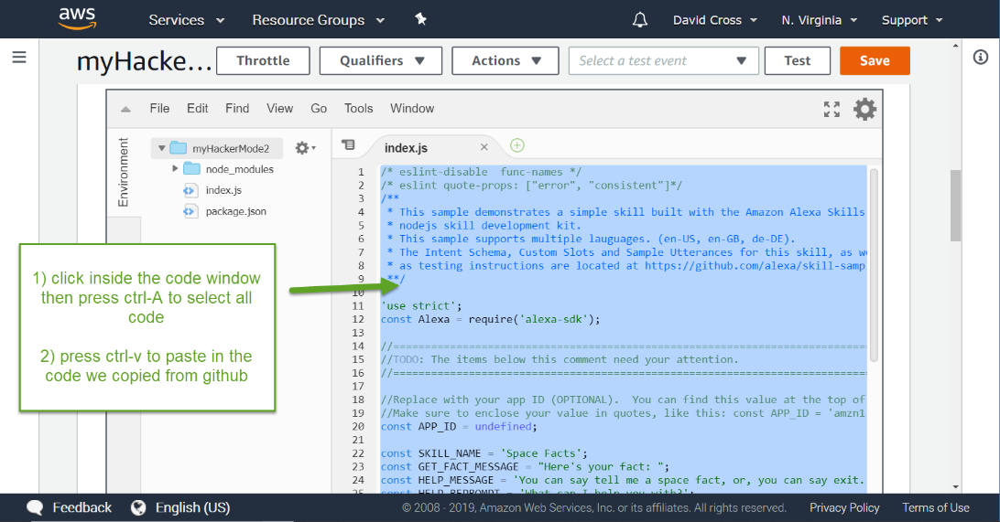 aws
Services
Resource Groups
David Cross
N. Virginia
Support
myHacke...
Throttle
Qualifiers
Actions
Select a test event
Test
Save
File Edit Find View Go Tools Window
Environment
myHackerMode2
node_modules
index.js
package.json
index.js
1 /* eslint-disable  func-names */
2 /* eslint quote-props: ["error", "consistent"]*/
3 /**
4  * This sample demonstrates a simple skill built with the Amazon Alexa Skills
5  * nodejs skill development kit.
6  * This sample supports multiple lauguages. (en-US, en-GB, de-DE).
7  * The Intent Schema, Custom Slots and Sample Utterances for this skill, as we
8  * as testing instructions are located at https://github.com/alexa/skill-samp
9  **/
10
11 'use strict';
12 const Alexa = require('alexa-sdk');
13
14 //=============================================================================
15 //TODO: The items below this comment need your attention.
16 //=============================================================================
17
18 //Replace with your app ID (OPTIONAL).  You can find this value at the top of
19 //Make sure to enclose your value in quotes, like this: const APP_ID = 'amzn1
20 const APP_ID = undefined;
21
22 const SKILL_NAME = 'Space Facts';
23 const GET_FACT_MESSAGE = "Here's your fact: ";
24 const HELP_MESSAGE = 'You can say tell me a space fact, or, you can say exit.
25 const HELP_REPROMPT = 'What can I help you with?';
1) click inside the code window
then press ctrl-A to select all
code
2) press ctrl-v to paste in the
code we copied from github
Feedback
English (US)
© 2008 - 2019, Amazon Web Services, Inc. or its affiliates. All rights reserved.
Privacy Policy
Terms of Use